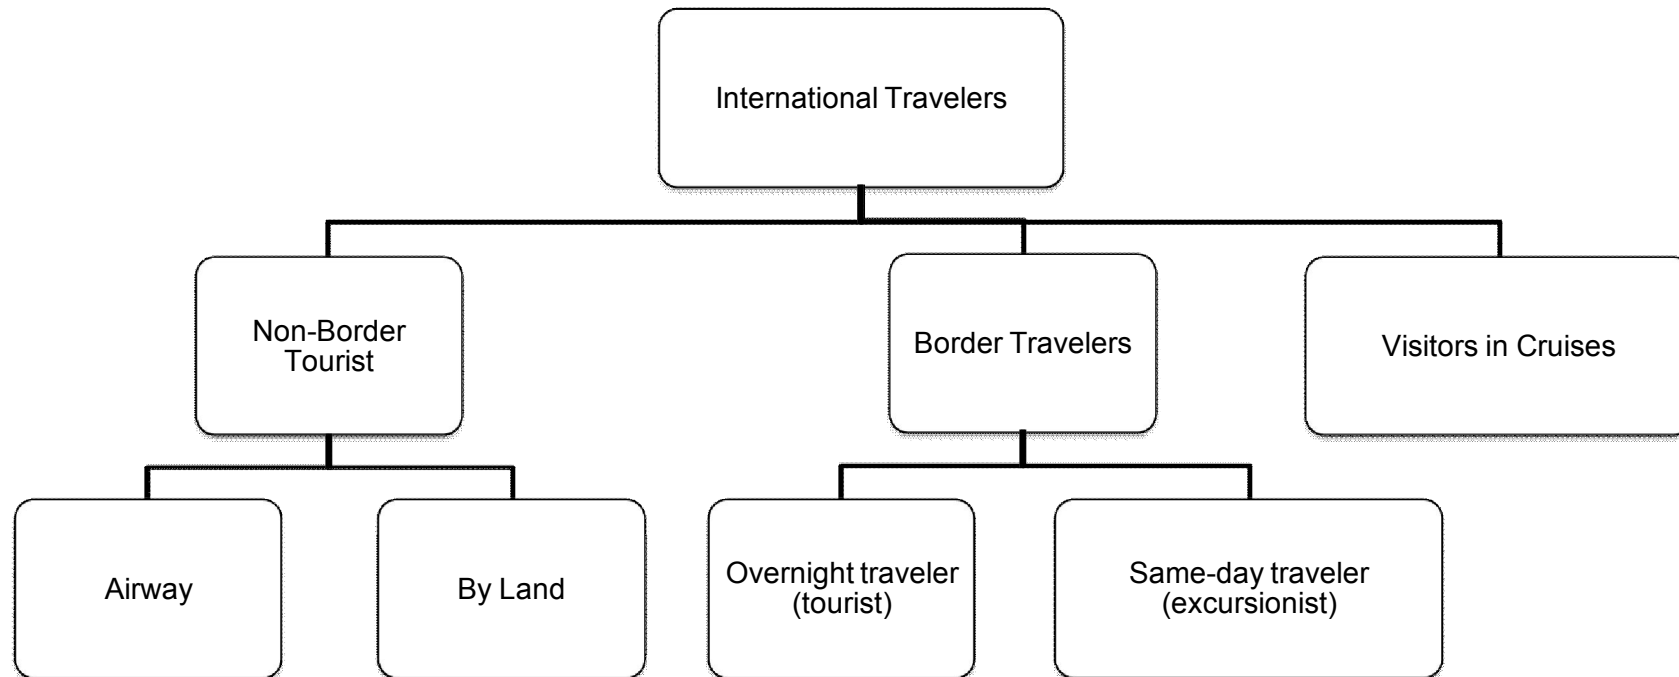 International Travelers
Non-Border
Tourist
Border Travelers
Visitors in Cruises
Airway
By Land
Overnight traveler
(tourist)
Same-day traveler
(excursionist)